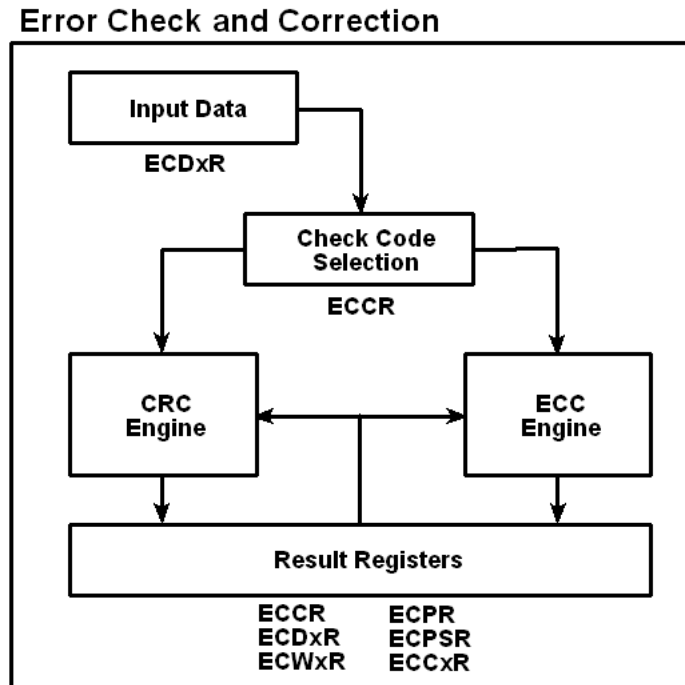 Error Check and Correction
Input Data
ECDxR
Check Code
Selection
ECCR
CRC
Engine
ECC
Engine
Result Registers
ECCR ECPR
ECDxR ECPSR
ECWxR ECCxR